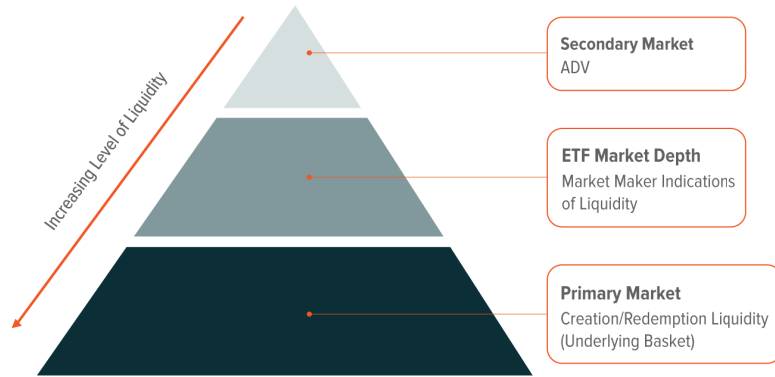 Increasing Level of Liquidity
Secondary Market
ADV
ETF Market Depth
Market Maker Indications
of Liquidity
Primary Market
Creation/Redemption Liquidity
(Underlying Basket)